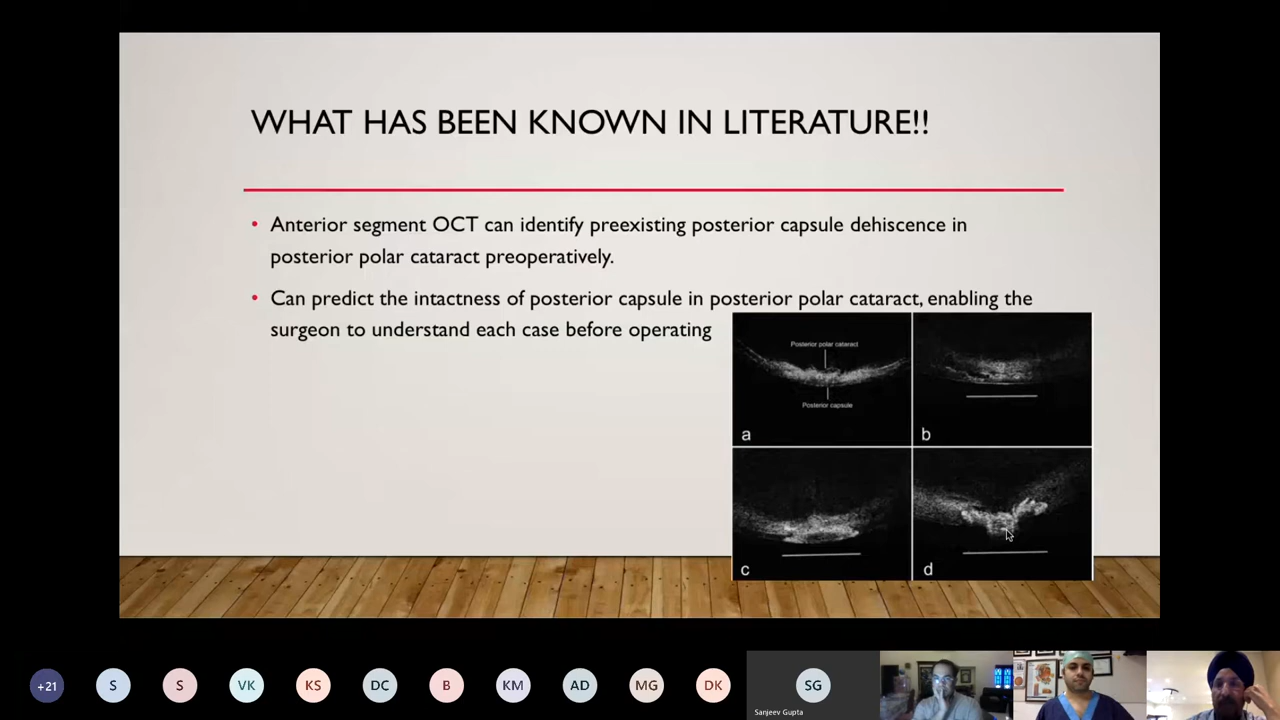 WHAT HAS BEEN KNOWN IN LITERATURE!!
• Anterior segment OCT can identify preexisting posterior capsule dehiscence in
posterior polar cataract preoperatively.
• Can predict the intactness of posterior capsule in posterior polar cataract, enabling the
surgeon to understand each case before operating
Posterior polar cataract
Posterior capsule
a
b
c
d
+21
S
S
VK
KS
DC
B
KM
AD
MG
DK
SG
Sanjeev Gupta